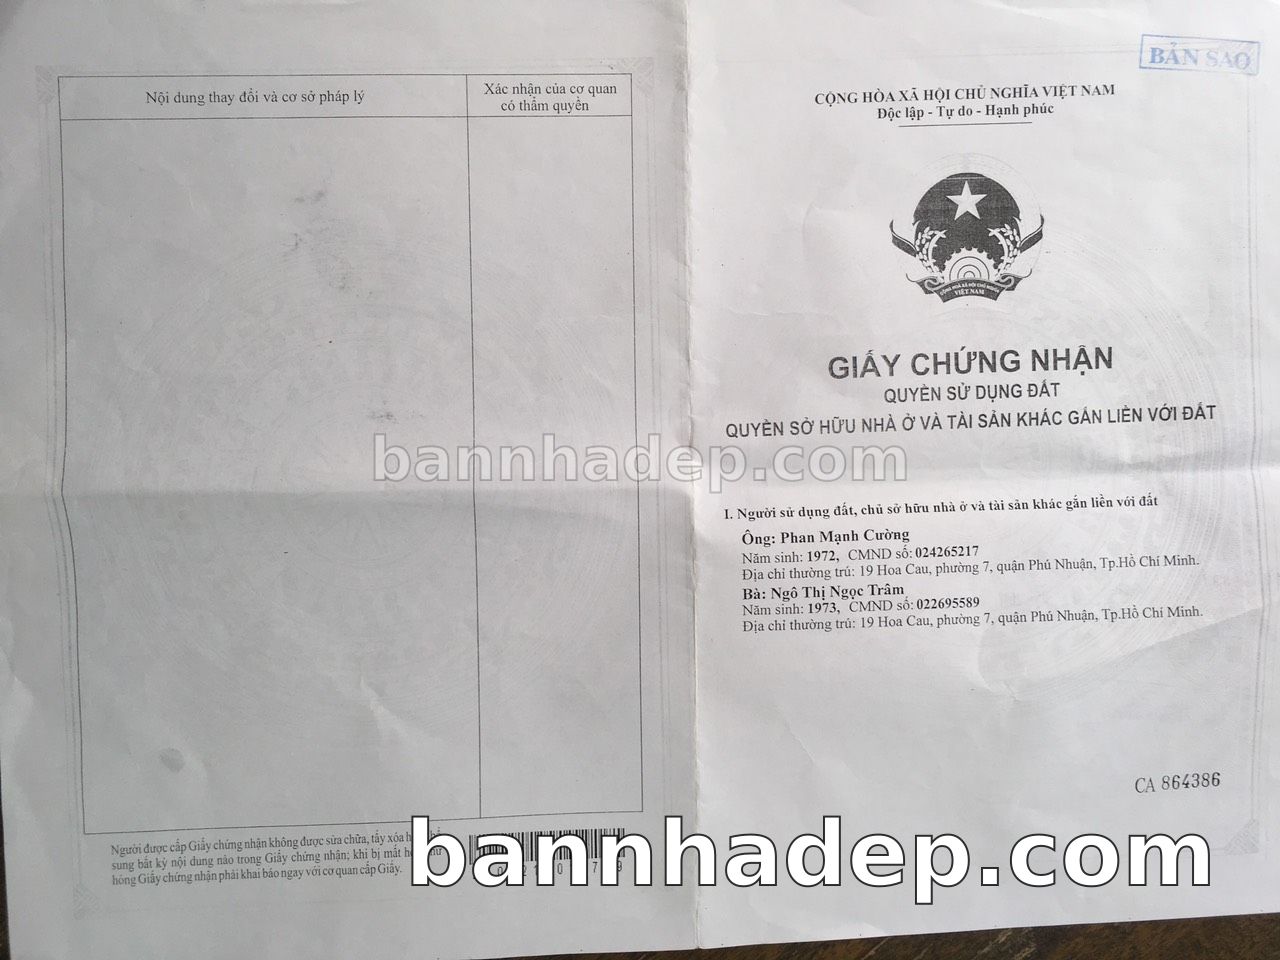 Nội dung thay đổi và cơ sở pháp lý
Xác nhận của cơ quan
có thẩm quyền
Người được cấp Giấy chứng nhận không được sửa chữa, tẩy xóa
sung bất kỳ nội dung nào trong Giấy chứng nhận; khi bị mất
hỏng Giấy chứng nhận phải khai báo ngay với cơ quan cấp Giấy.
BẢN SAO
CỘNG HÒA XÃ HỘI CHỦ NGHĨA VIỆT NAM
Độc lập - Tự do - Hạnh phúc
CỘNG HOÀ XÃ HỘI CHỦ NGHĨA
VIỆT NAM
GIẤY CHỨNG NHẬN
QUYỀN SỬ DỤNG ĐẤT
QUYỀN SỞ HỮU NHÀ Ở VÀ TÀI SẢN KHÁC GẮN LIỀN VỚI ĐẤT
bannhadep.com
I. Người sử dụng đất, chủ sở hữu nhà ở và tài sản khác gắn liền với đất
Ông: Phan Mạnh Cường
Năm sinh: 1972, CMND số: 024265217
Địa chỉ thường trú: 19 Hoa Cau, phường 7, quận Phú Nhuận, Tp.Hồ Chí Minh.
Bà: Ngô Thị Ngọc Trâm
Năm sinh: 1973, CMND số: 022695589
Địa chỉ thường trú: 19 Hoa Cau, phường 7, quận Phú Nhuận, Tp.Hồ Chí Minh.
CA 864386
bannhadep.com